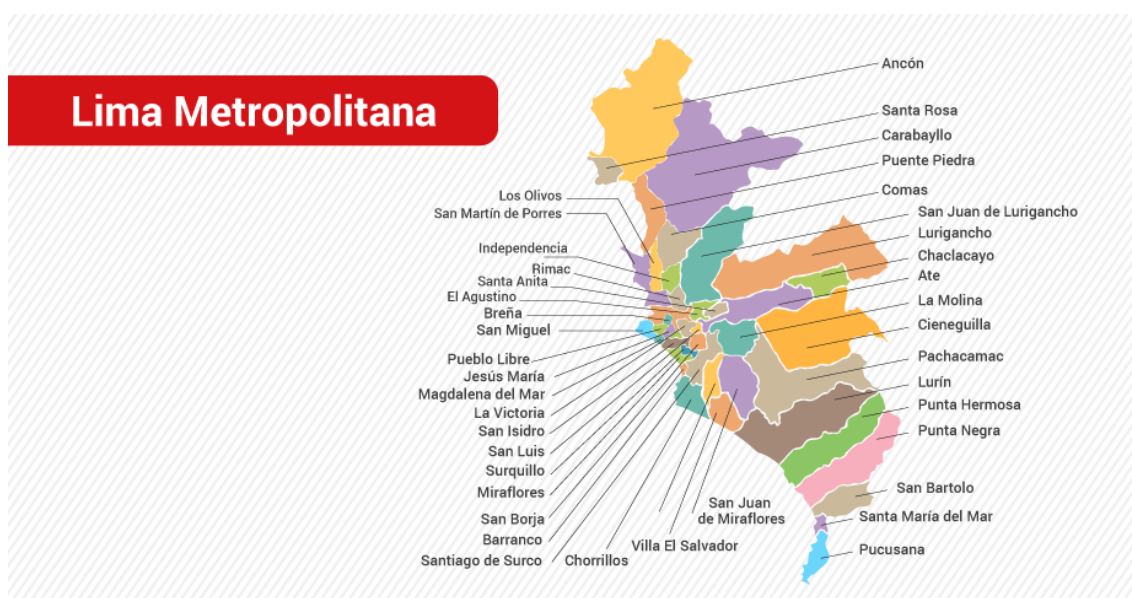 Lima Metropolitana
Ancón
Santa Rosa
Carabayllo
Puente Piedra
Comas
San Juan de Lurigancho
Lurigancho
Chaclacayo
Ate
La Molina
Cieneguilla
Pachacamac
Lurín
Punta Hermosa
Punta Negra
San Bartolo
Santa María del Mar
Pucusana
Los Olivos
San Martín de Porres
Independencia
Rimac
Santa Anita
El Agustino
Breña
San Miguel
Pueblo Libre
Jesús María
Magdalena del Mar
La Victoria
San Isidro
San Luis
Surquillo
Miraflores
San Borja
Barranco
Santiago de Surco
Chorrillos
Villa El Salvador
San Juan
de Miraflores